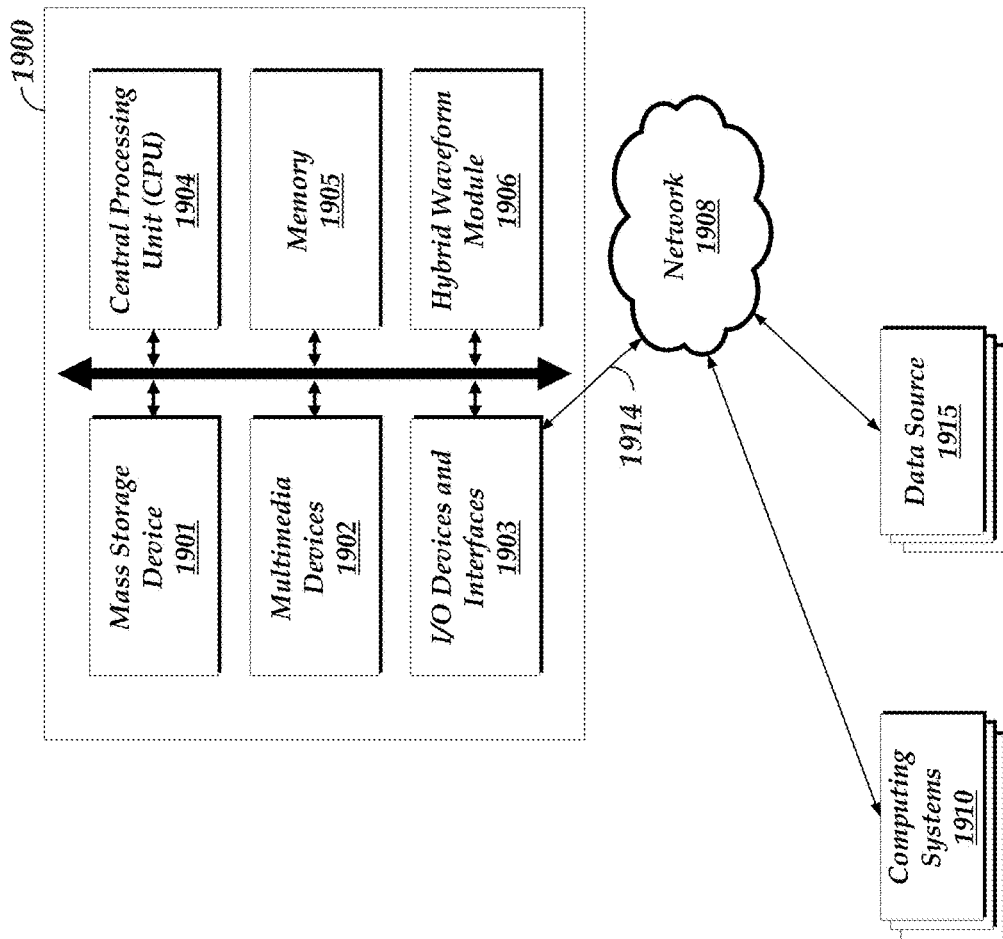 1900
Mass Storage
Device
1901
Central Processing
Unit (CPU)
1904
Multimedia
Devices
1902
Memory
1905
I/O Devices and
Interfaces
1903
Hybrid Waveform
Module
1906
1914
Network
1908
Computing
Systems
1910
Data Source
1915